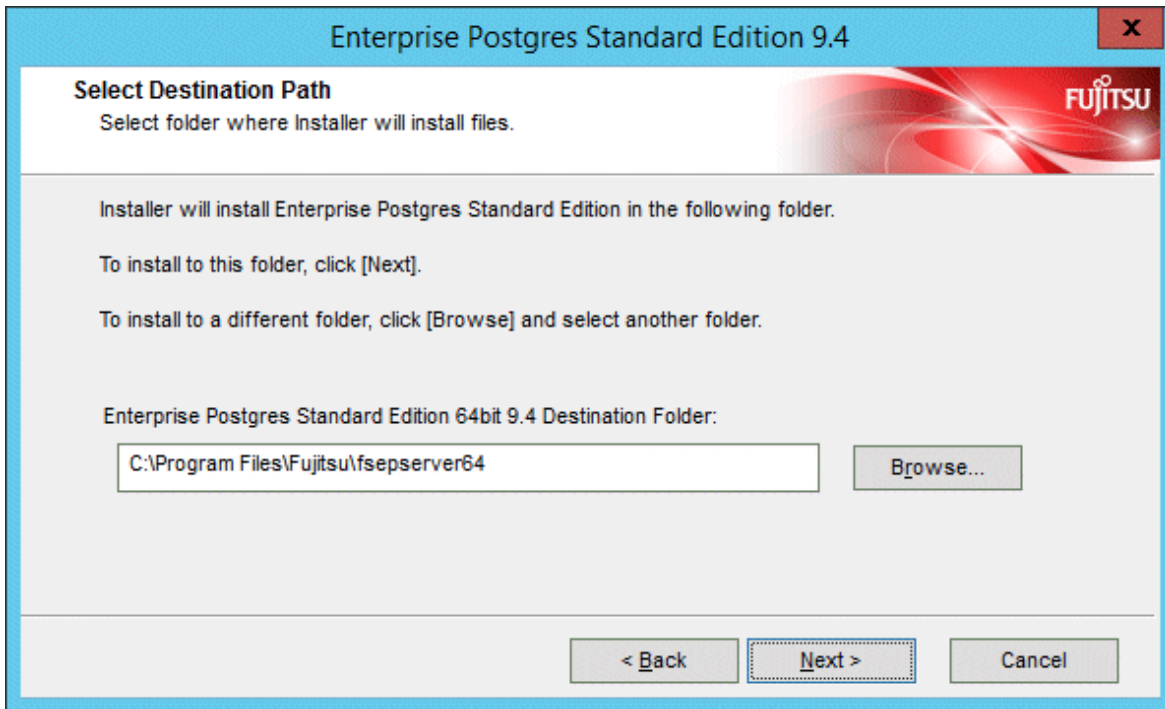 Enterprise Postgres Standard Edition 9.4
x
Select Destination Path
Select folder where Installer will install files.
FUJITSU
Installer will install Enterprise Postgres Standard Edition in the following folder.
To install to this folder, click [Next].
To install to a different folder, click [Browse] and select another folder.
Enterprise Postgres Standard Edition 64bit 9.4 Destination Folder:
C:\Program Files\Fujitsu\fsepserver64
Browse...
< Back
Next >
Cancel